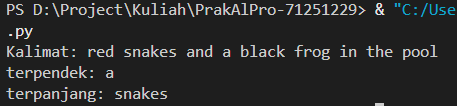 PS D:\Project\Kuliah\PrakAlPro-71251229> & "C:/Use
.py
Kalimat: red snakes and a black frog in the pool
terpendek: a
terpanjang: snakes